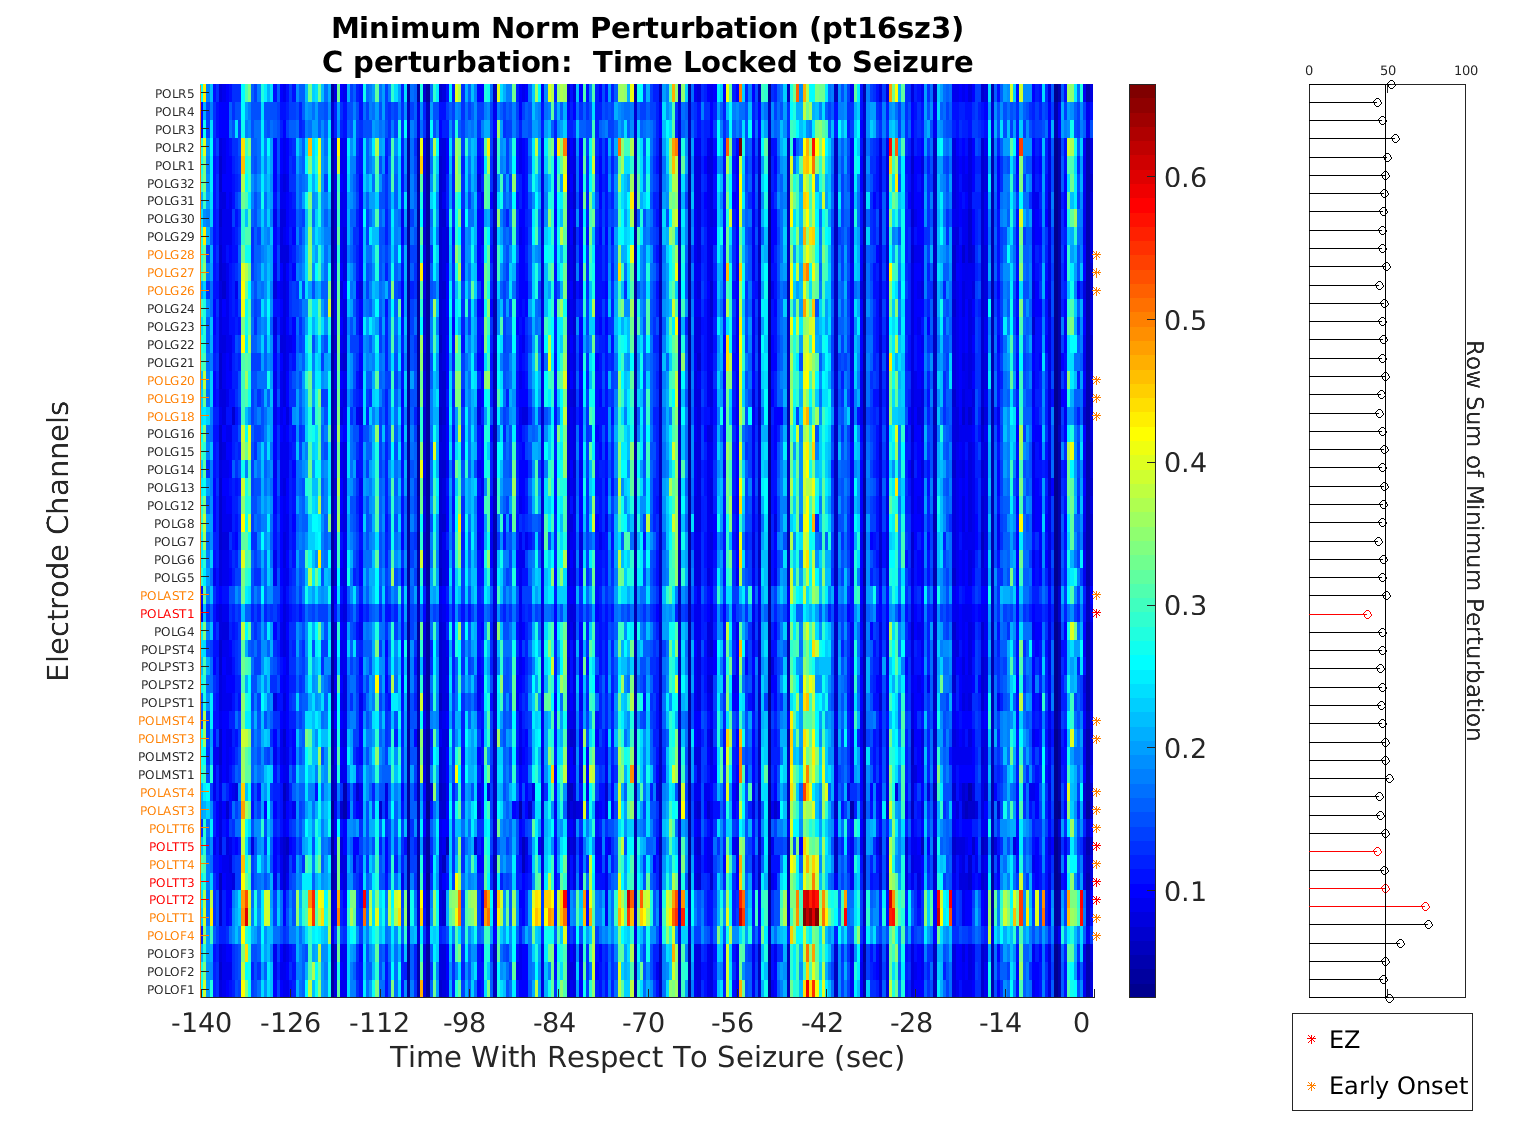 Minimum Norm Perturbation (pt16sz3)
C perturbation:  Time Locked to Seizure
Electrode Channels
POLR5
POLR4
POLR3
POLR2
POLR1
POLG32
POLG31
POLG30
POLG29
POLG28
POLG27
POLG26
POLG24
POLG23
POLG22
POLG21
POLG20
POLG19
POLG18
POLG16
POLG15
POLG14
POLG13
POLG12
POLG8
POLG7
POLG6
POLG5
POLAST2
POLAST1
POLG4
POLPST4
POLPST3
POLPST2
POLPST1
POLMST4
POLMST3
POLMST2
POLMST1
POLAST4
POLAST3
POLTT6
POLTT5
POLTT4
POLTT3
POLTT2
POLTT1
POLOF4
POLOF3
POLOF2
POLOF1
-140 -126 -112 -98 -84 -70 -56 -42 -28 -14 0
Time With Respect To Seizure (sec)
0.6
0.5
0.4
0.3
0.2
0.1
0 50 100
Row Sum of Minimum Perturbation
EZ
Early Onset